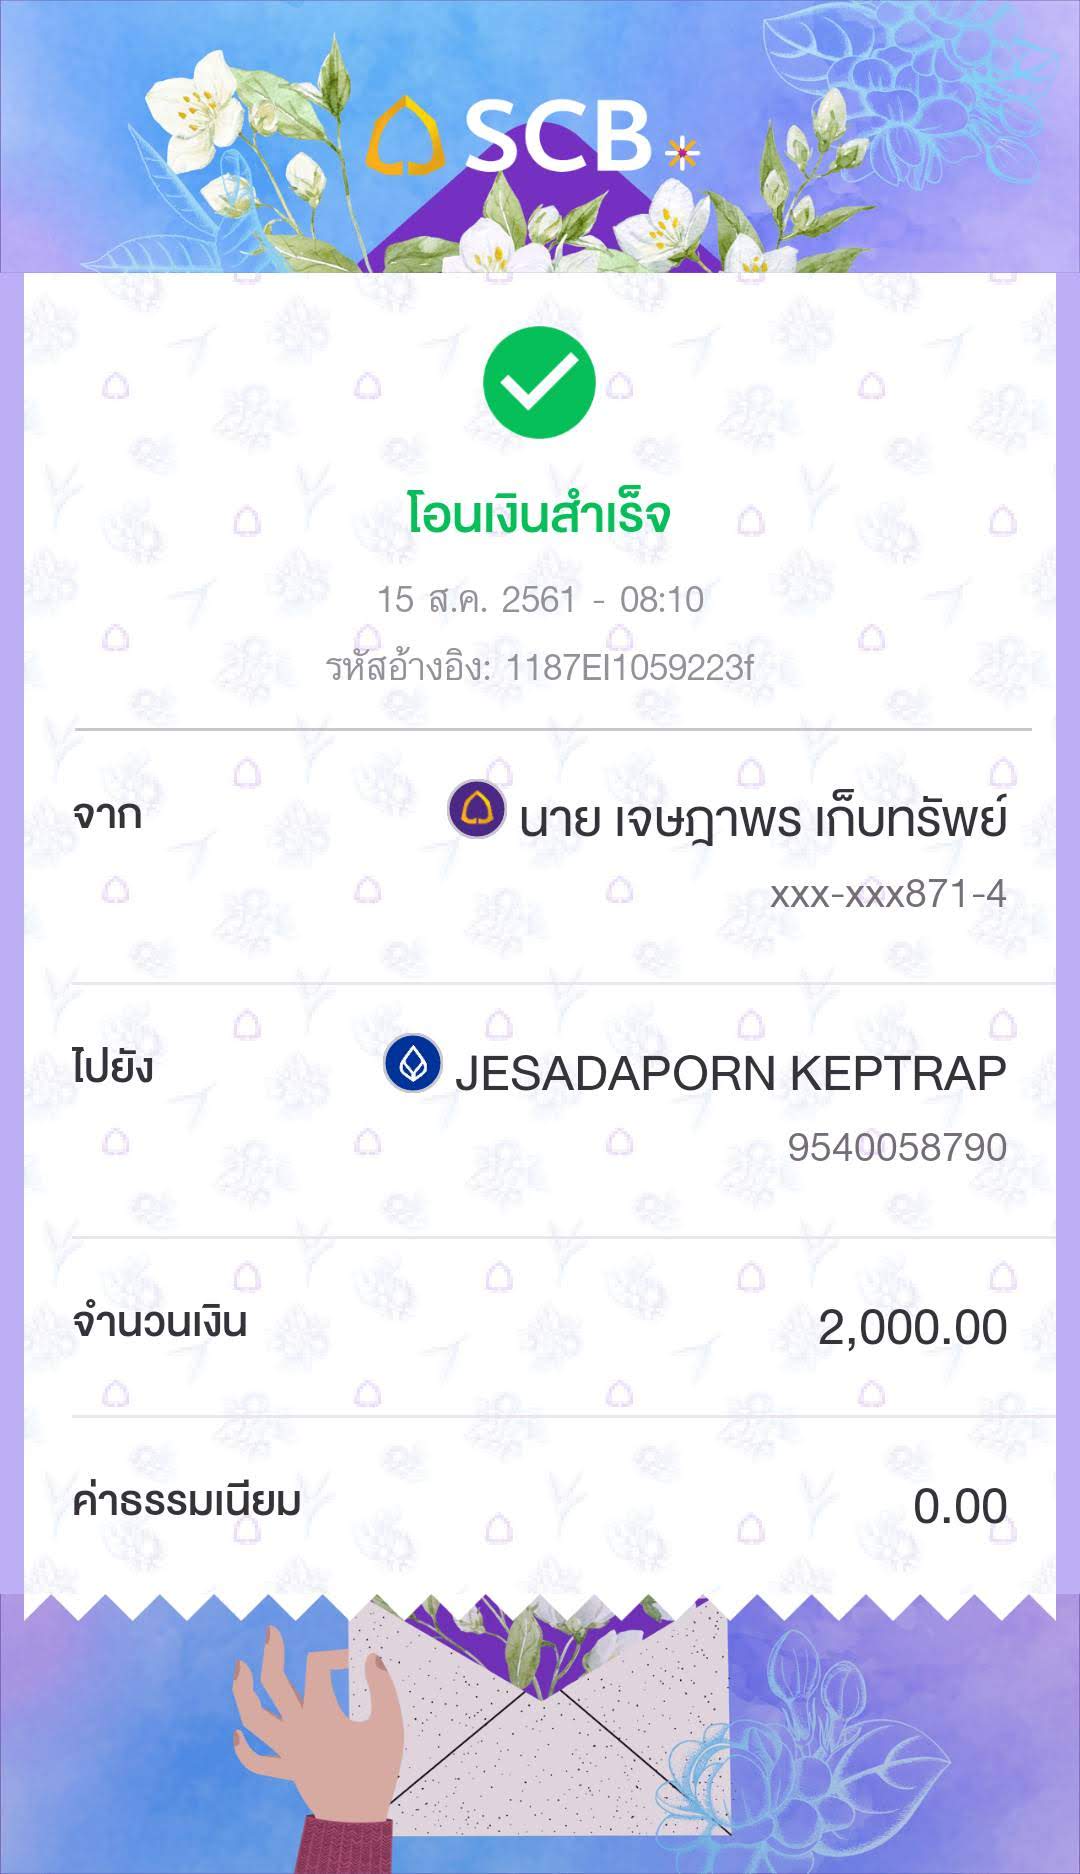 SCB
โอนเงินสำเร็จ
15 ส.ค. 2561 - 08:10
รหัสอ้างอิง: 1187EI1059223f
จาก นาย เจษฎาพร เก็บทรัพย์
xxx-xxx871-4
ไปยัง JESADAPORN KEPTRAP
9540058790
จำนวนเงิน 2,000.00
ค่าธรรมเนียม 0.00